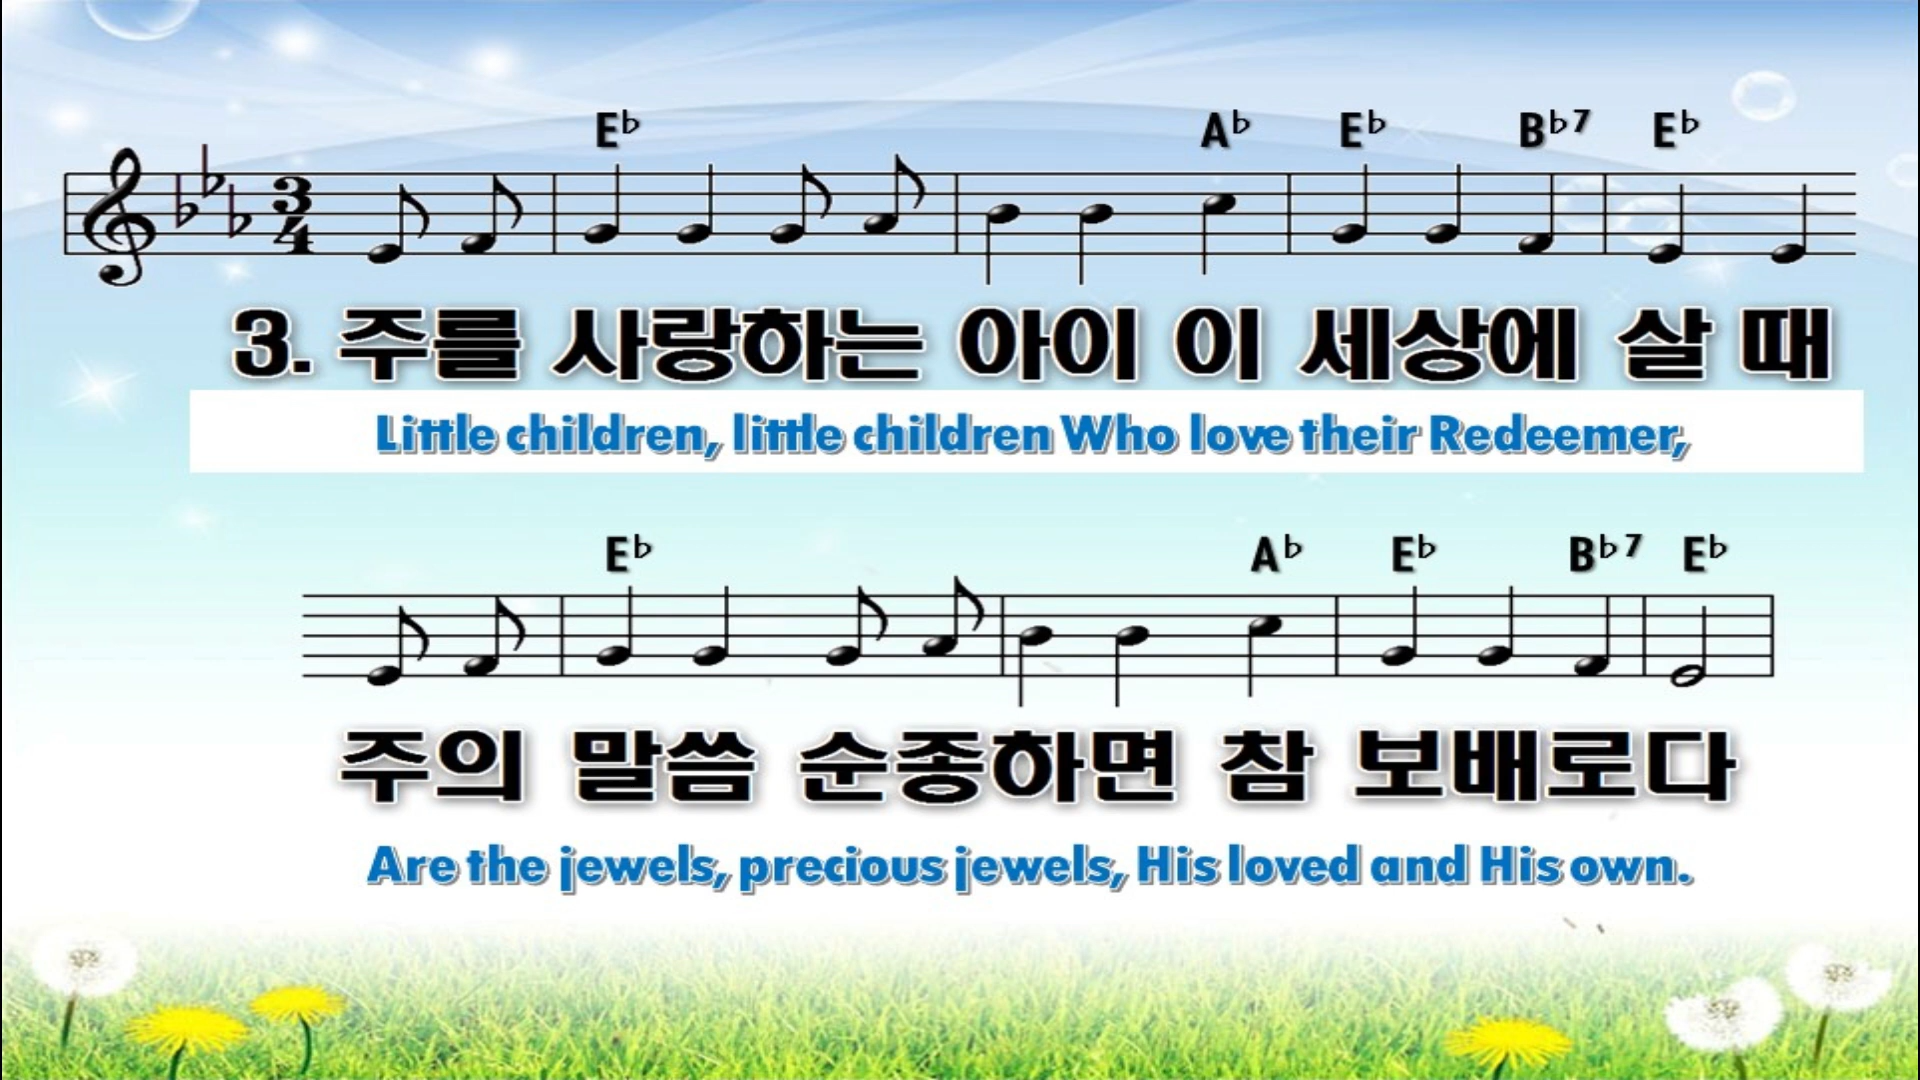 E♭ A♭ E♭ B♭7 E♭
3 4
3. 주를 사랑하는 아이 이 세상에 살 때
Little children, little children Who love their Redeemer,
E♭ A♭ E♭ B♭7 E♭
주의 말씀 순종하면 참 보배로다
Are the jewels, precious jewels, His loved and His own.